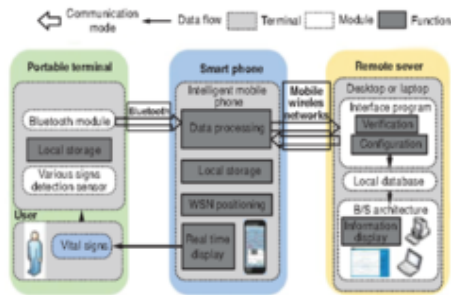 Communication mode
Data flow
Terminal
Module
Function
Portable terminal
Bluetooth module
Local storage
Various signs
detection sensor
User
Vital signs
Bluetooth
Smart phone
Intelligent mobile
phone
Data processing
Local storage
WSN positioning
Real time
display
Mobile
wireles
networks
Remote sever
Desktop or laptop
Interface program
Verification
Configuration
Local database
B/S architecture
Information
display